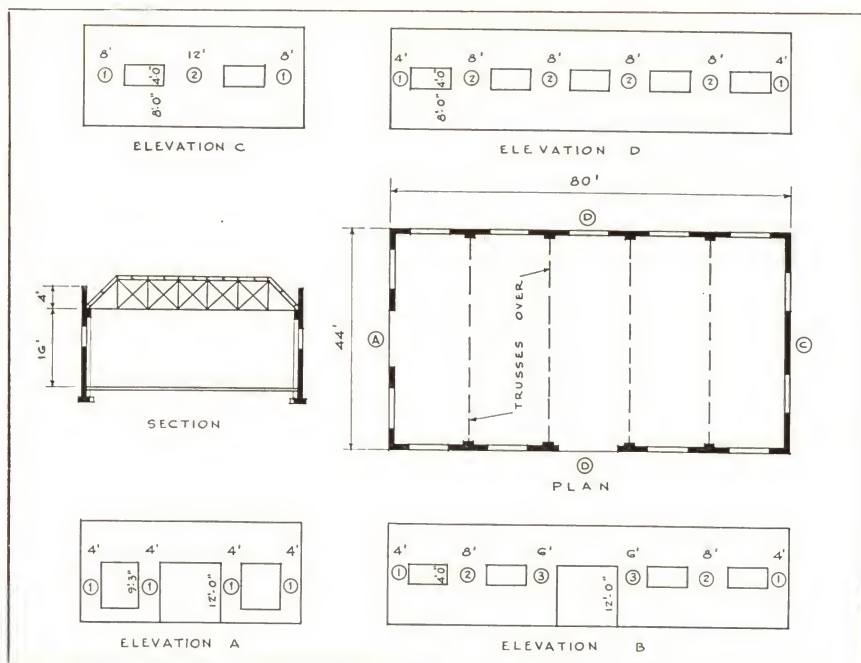 8' 12' 8'
① 4'·0" ② ①
8'·0"
ELEVATION C
4' 8' 8' 8' 8' 4'
① 4'·0" ② ② ② ② ①
8'·0"
ELEVATION D
80'
Ⓓ
4'
16'
SECTION
44'
Ⓐ
TRUSSES OVER
Ⓒ
Ⓓ
PLAN
4' 4' 4' 4'
① 9'·3" ① 12'·0" ① ①
ELEVATION A
4' 8' 6' 6' 8' 4'
① 4'·0" ② ③ 12'·0" ③ ② ①
ELEVATION B